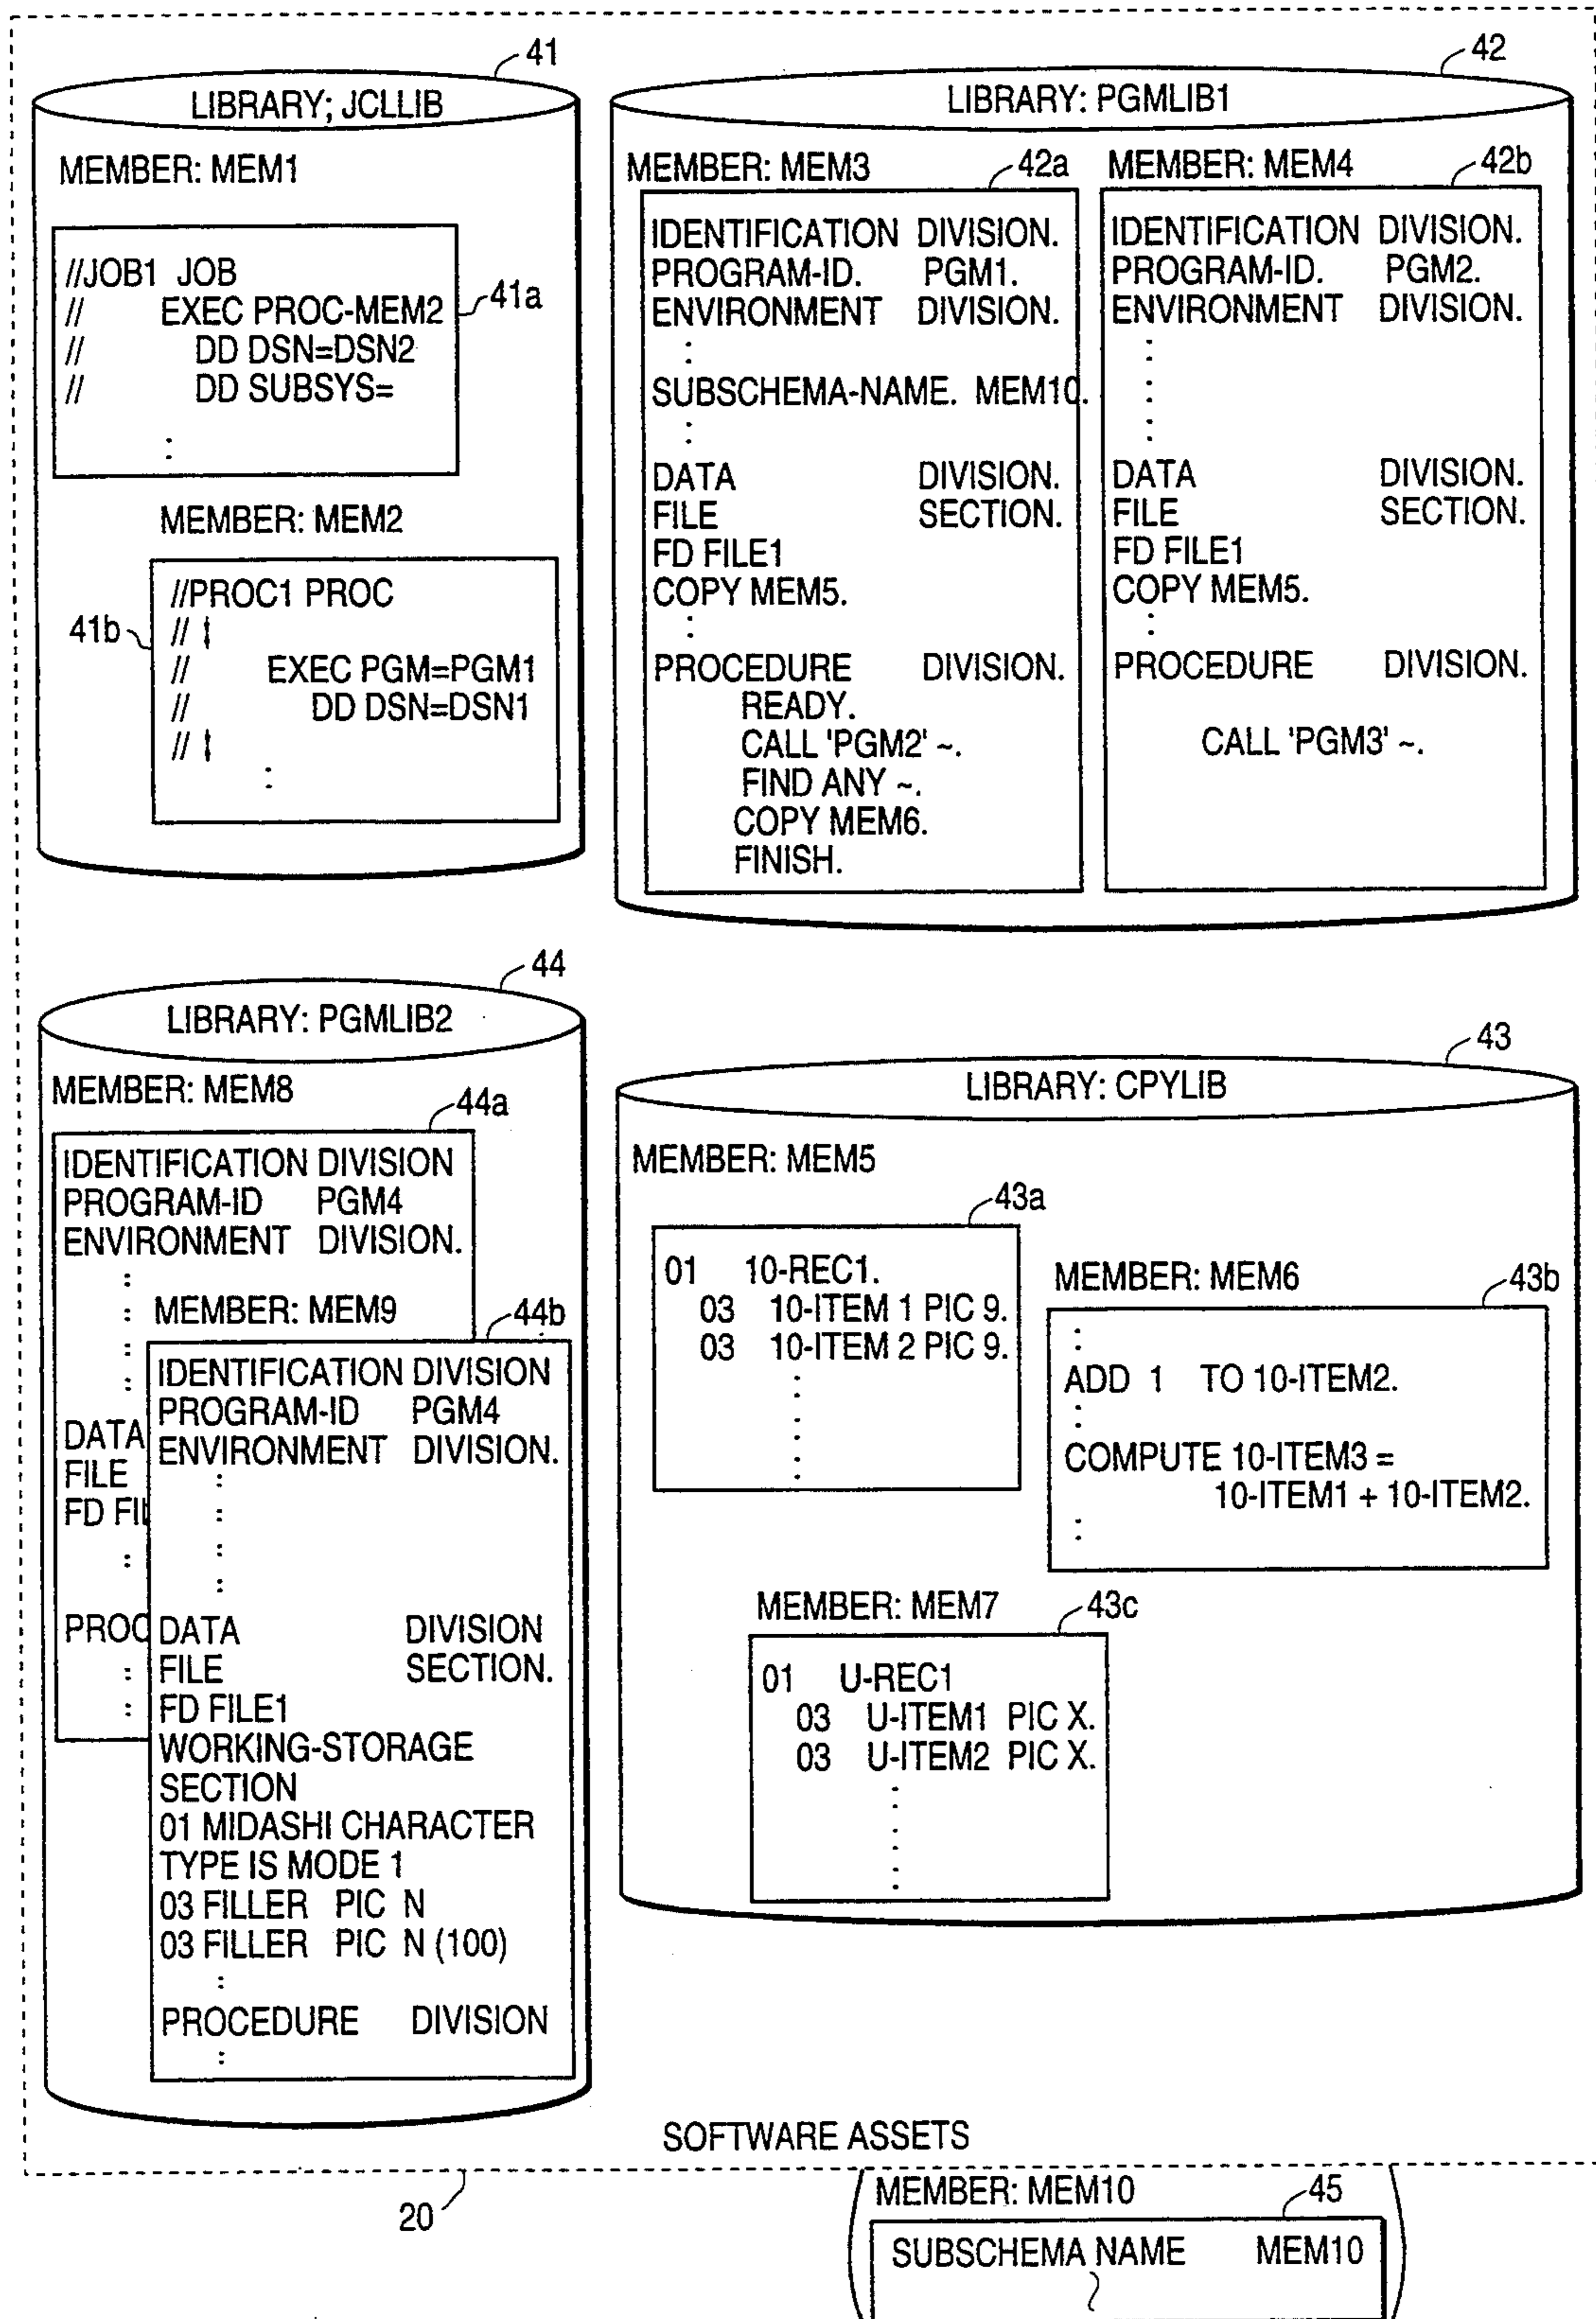 41
LIBRARY; JCLLIB
MEMBER: MEM1
//JOB1 JOB
// EXEC PROC-MEM2
// DD DSN=DSN2
// DD SUBSYS=
:
41a
MEMBER: MEM2
//PROC1 PROC
//
// EXEC PGM=PGM1
// DD DSN=DSN1
//
:
41b
42
LIBRARY: PGMLIB1
MEMBER: MEM3
42a
IDENTIFICATION DIVISION.
PROGRAM-ID. PGM1.
ENVIRONMENT DIVISION.
:
SUBSCHEMA-NAME. MEM10.
:
DATA DIVISION.
FILE SECTION.
FD FILE1
COPY MEM5.
:
PROCEDURE DIVISION.
READY.
CALL 'PGM2' ~.
FIND ANY ~.
COPY MEM6.
FINISH.
MEMBER: MEM4
42b
IDENTIFICATION DIVISION.
PROGRAM-ID. PGM2.
ENVIRONMENT DIVISION.
:
:
:
DATA DIVISION.
FILE SECTION.
FD FILE1
COPY MEM5.
:
PROCEDURE DIVISION.
CALL 'PGM3' ~.
44
LIBRARY: PGMLIB2
MEMBER: MEM8
44a
IDENTIFICATION DIVISION
PROGRAM-ID PGM4
ENVIRONMENT DIVISION.
:
:
:
:
DATA
FILE
FD FIL
:
PROC
:
:
MEMBER: MEM9
44b
IDENTIFICATION DIVISION
PROGRAM-ID PGM4
ENVIRONMENT DIVISION.
:
:
:
:
DATA DIVISION
FILE SECTION.
FD FILE1
WORKING-STORAGE
SECTION
01 MIDASHI CHARACTER
TYPE IS MODE 1
03 FILLER PIC N
03 FILLER PIC N (100)
:
PROCEDURE DIVISION
:
43
LIBRARY: CPYLIB
MEMBER: MEM5
43a
01 10-REC1.
03 10-ITEM 1 PIC 9.
03 10-ITEM 2 PIC 9.
:
:
:
MEMBER: MEM6
43b
:
ADD 1 TO 10-ITEM2.
:
COMPUTE 10-ITEM3 =
10-ITEM1 + 10-ITEM2.
:
MEMBER: MEM7
43c
01 U-REC1
03 U-ITEM1 PIC X.
03 U-ITEM2 PIC X.
:
:
:
SOFTWARE ASSETS
20
MEMBER: MEM10
45
SUBSCHEMA NAME MEM10